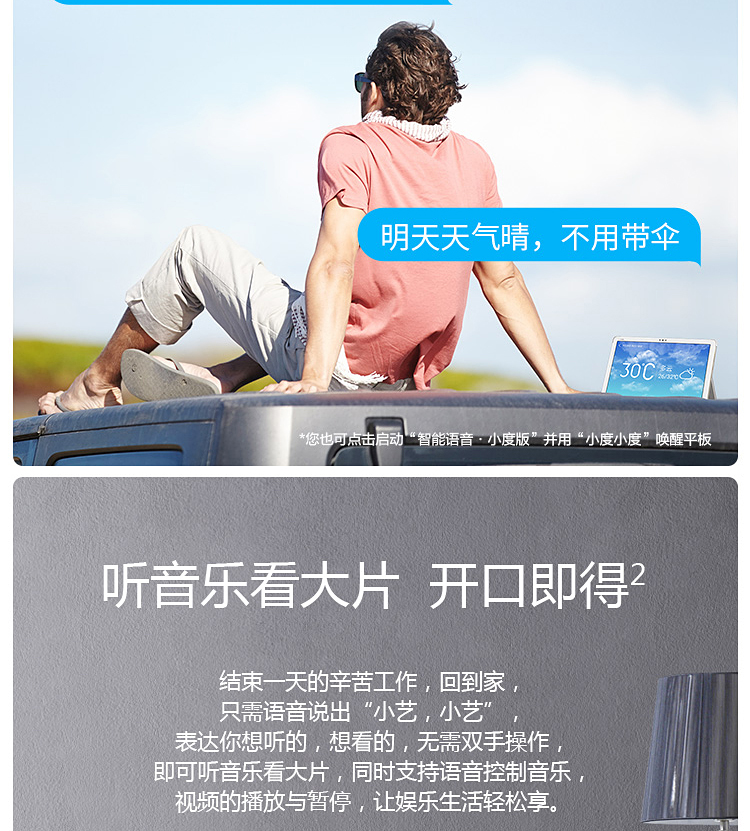 明天天气晴，不用带伞
30℃
多云
26/32℃
*您也可点击启动“智能语音·小度版”并用“小度小度”唤醒平板
听音乐看大片 开口即得2
结束一天的辛苦工作，回到家，
只需语音说出“小艺，小艺”，
表达你想听的，想看的，无需双手操作，
即可听音乐看大片，同时支持语音控制音乐，
视频的播放与暂停，让娱乐生活轻松享。